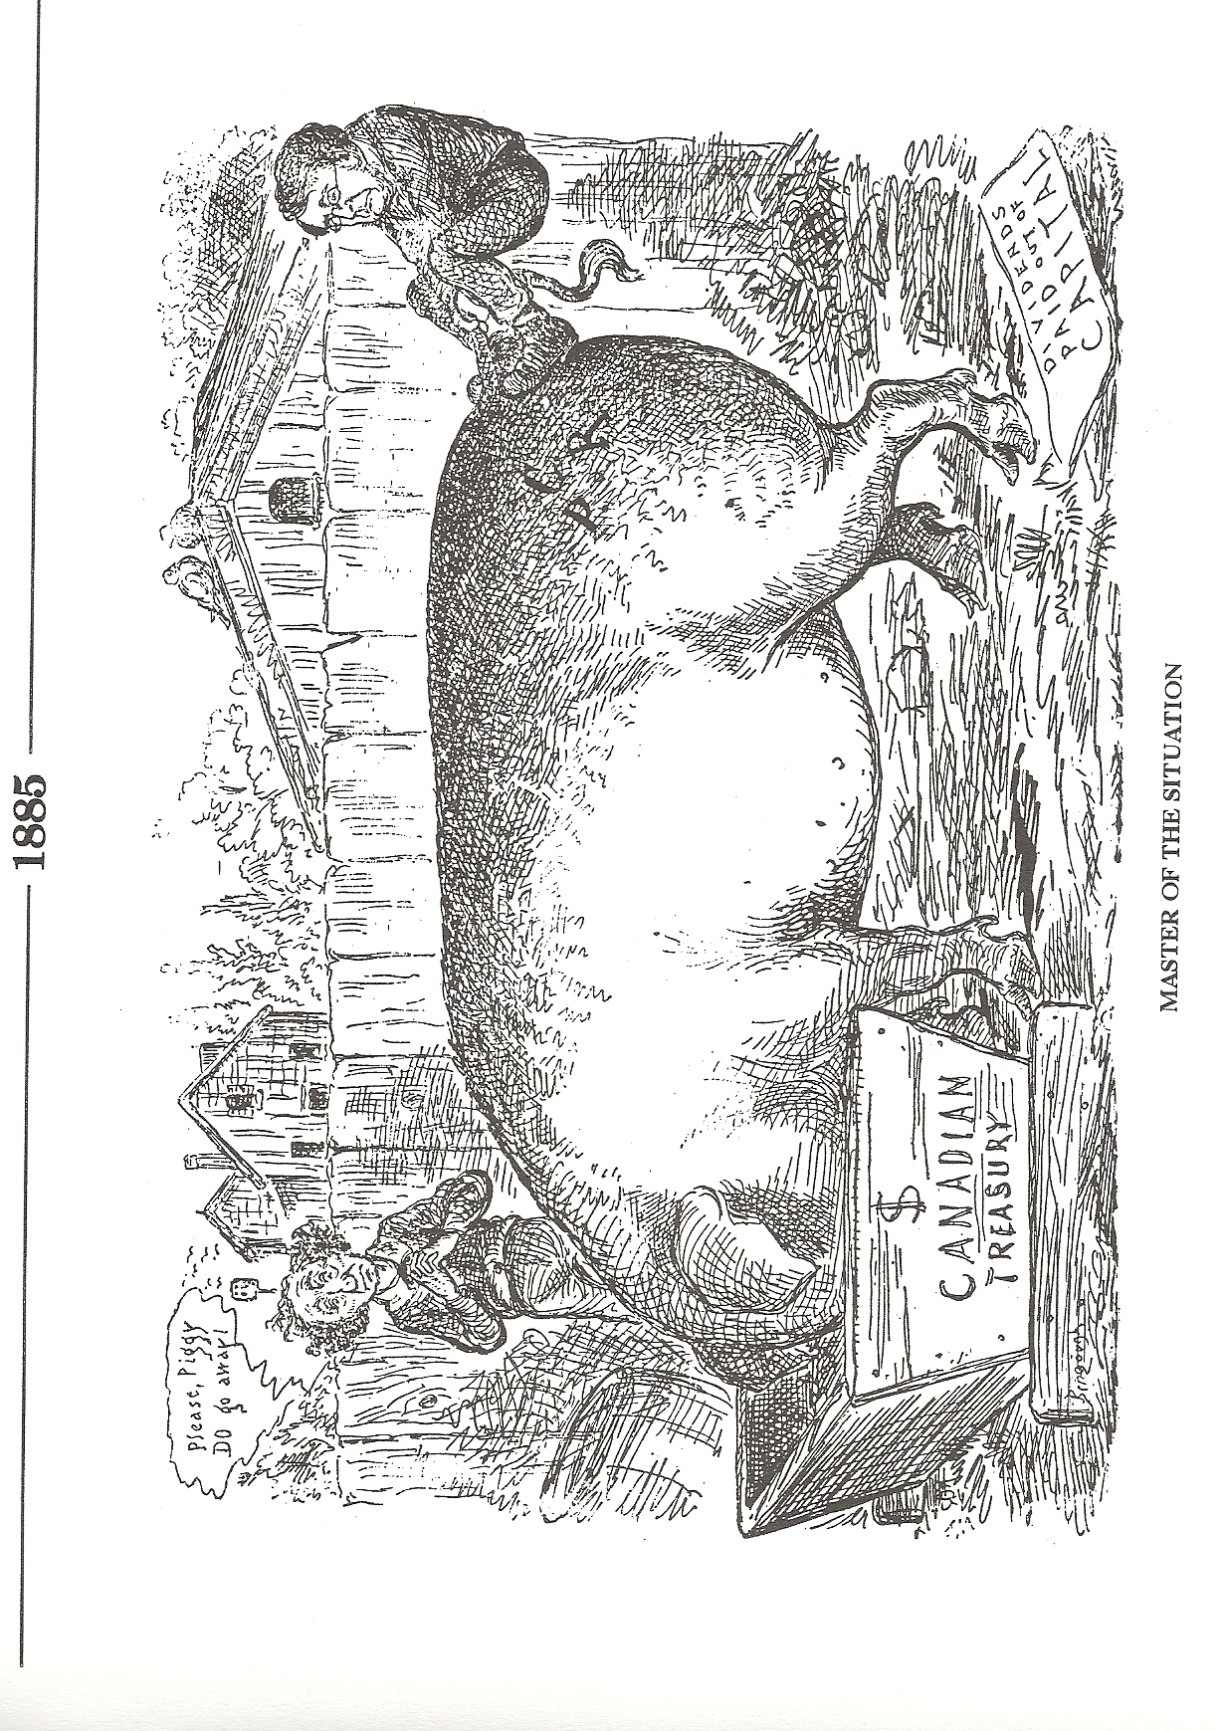 1885
Please, Piggy
DO go away!
$
CANADIAN
TREASURY
DIVIDENDS
PAID OUT OF
CAPITAL
MASTER OF THE SITUATION